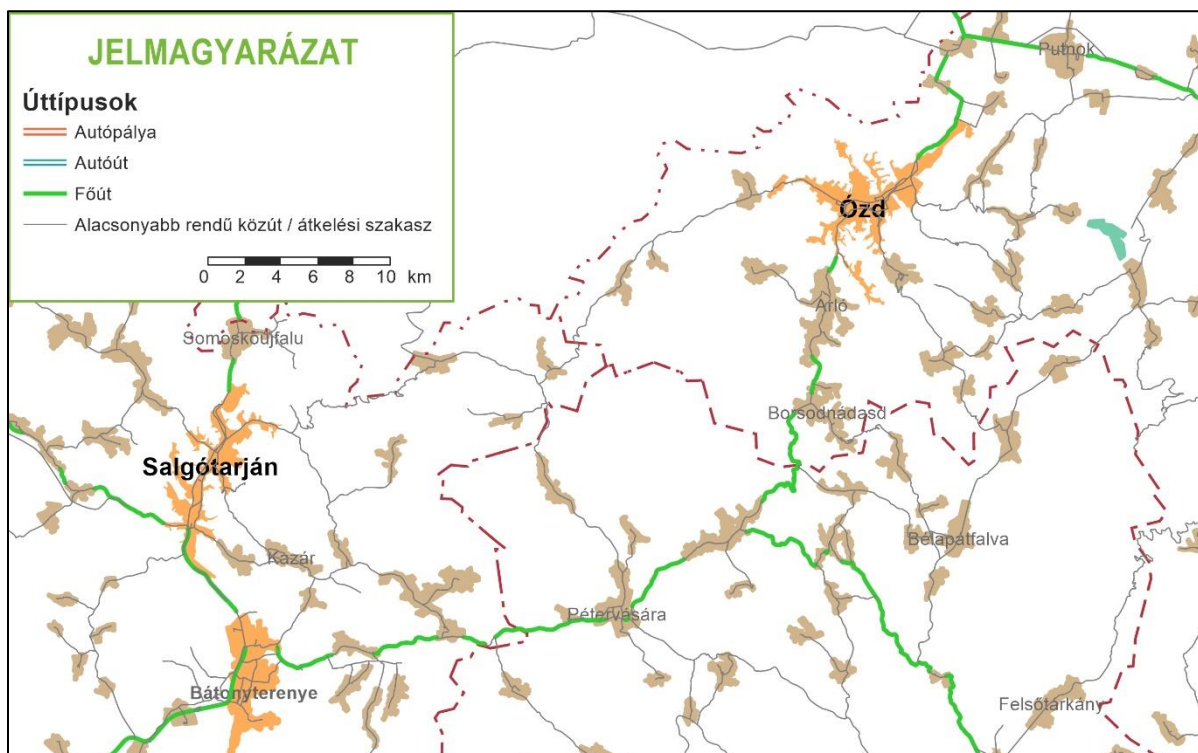 JELMAGYARÁZAT
Úttípusok
Autópálya
Autóút
Főút
Alacsonyabb rendű közút / átkelési szakasz
0 2 4 6 8 10 km
Putnok
Ózd
Arló
Somoskőújfalu
Borsodnádasd
Salgótarján
Bélapátfalva
Kazár
Pétervására
Bátonyterenye
Felsőtárkány